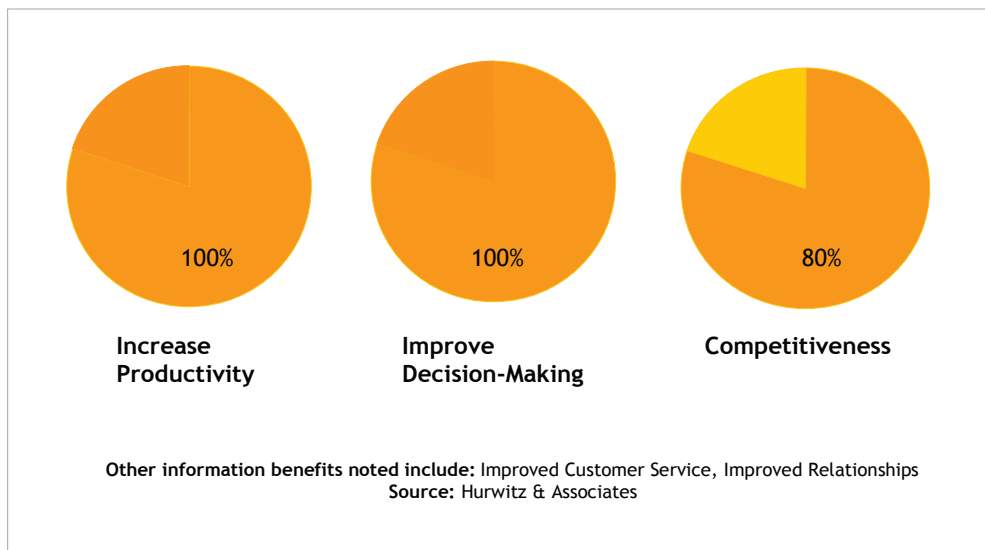 100%
100%
80%
Increase
Productivity
Improve
Decision-Making
Competitiveness
Other information benefits noted include: Improved Customer Service, Improved Relationships
Source: Hurwitz & Associates